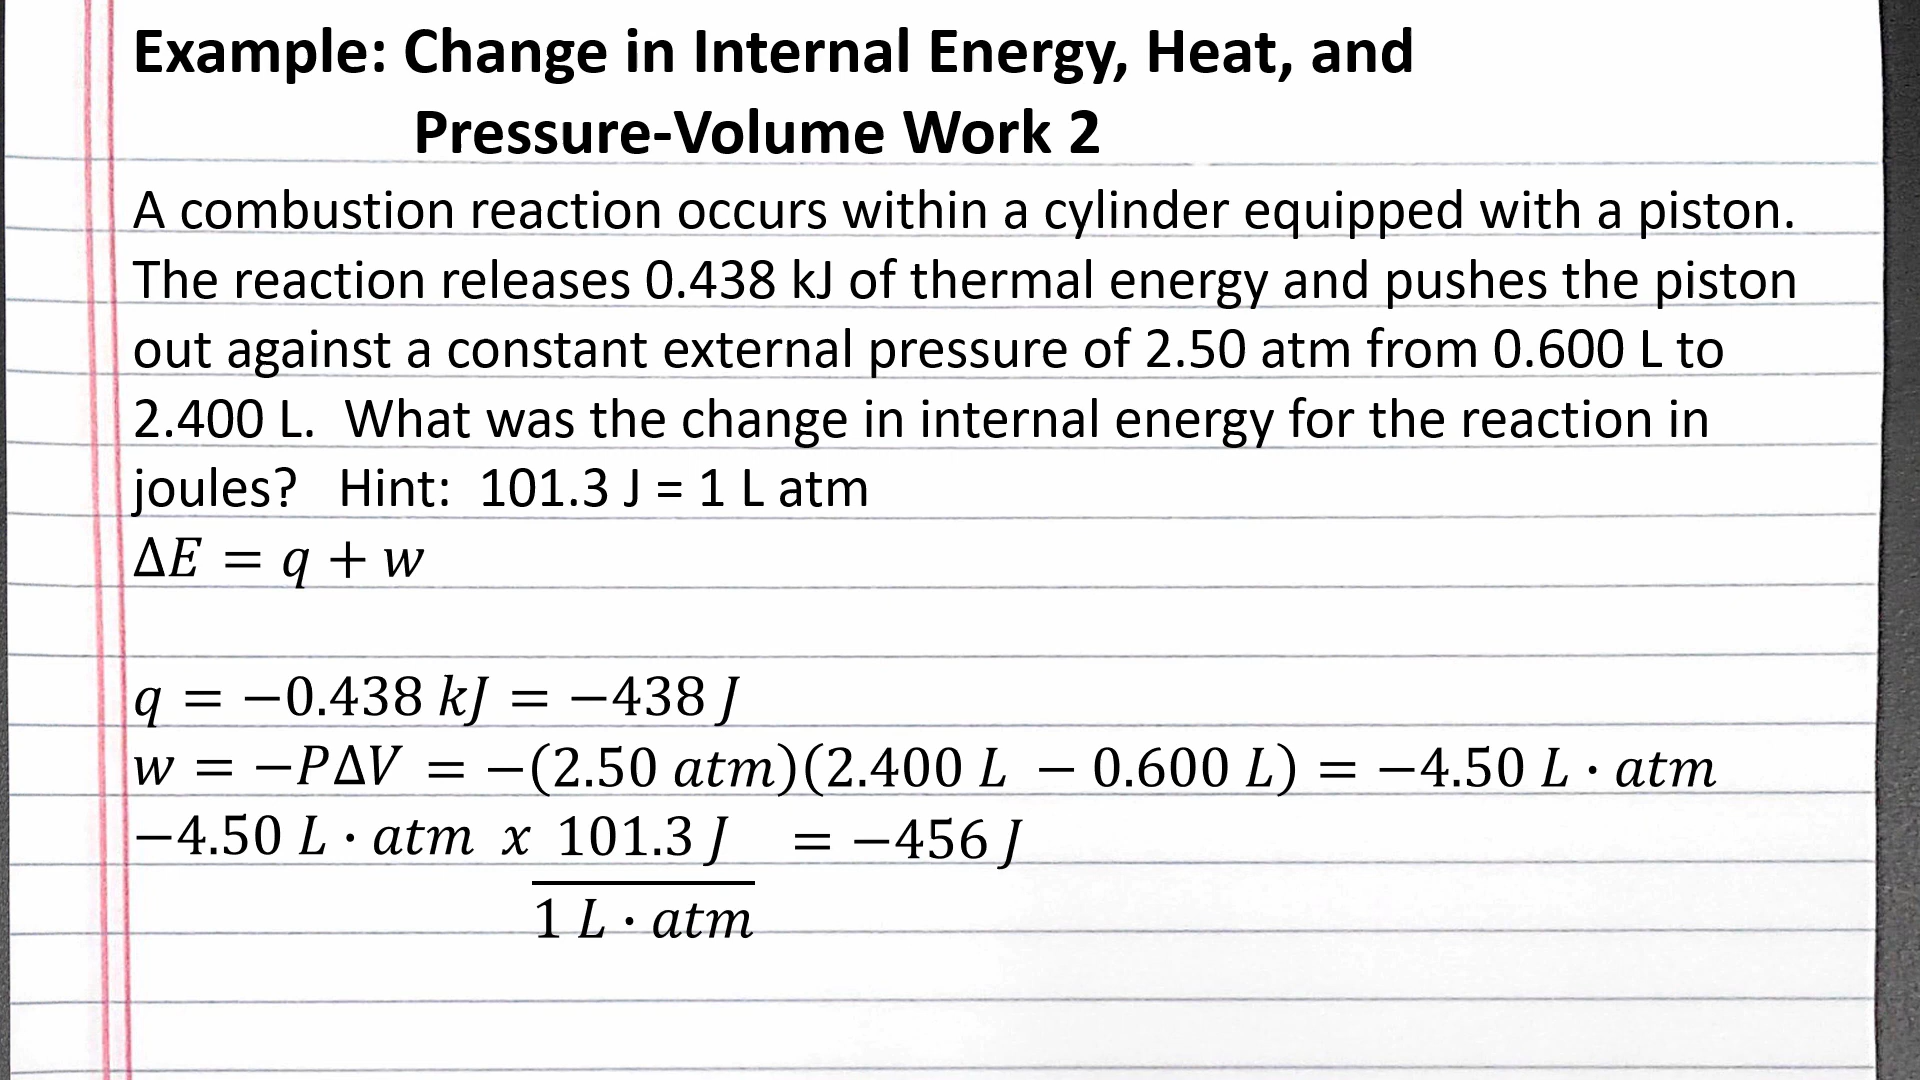 Example: Change in Internal Energy, Heat, and
Pressure-Volume Work 2
A combustion reaction occurs within a cylinder equipped with a piston.
The reaction releases 0.438 kJ of thermal energy and pushes the piston
out against a constant external pressure of 2.50 atm from 0.600 L to
2.400 L. What was the change in internal energy for the reaction in
joules? Hint: 101.3 J = 1 L atm
ΔE = q + w
q = −0.438 kJ = −438 J
w = −PΔV = −(2.50 atm)(2.400 L − 0.600 L) = −4.50 L · atm
−4.50 L · atm x 101.3 J = −456 J
1 L · atm